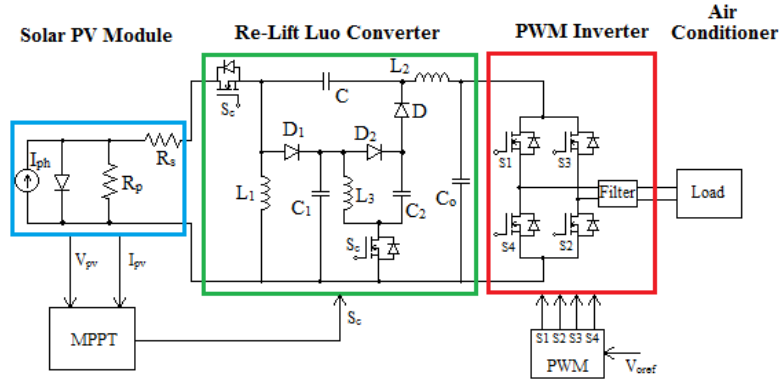 Solar PV Module
Re-Lift Luo Converter
PWM Inverter
Air
Conditioner
Sc
C
L2
D
D1
D2
Iph
Rp
Rs
L1
C1
L3
C2
Co
Sc
S1
S3
S4
S2
Filter
Load
Vpv
Ipv
MPPT
Sc
S1 S2 S3 S4
PWM
Voref